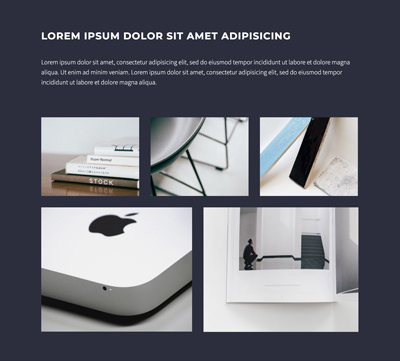 LOREM IPSUM DOLOR SIT AMET ADIPISICING
Lorem ipsum dolor sit amet, consectetur adipisicing elit, sed do eiusmod tempor incididunt ut labore et dolore magna
aliqua. Ut enim ad minim veniam. Lorem ipsum dolor sit amet, consectetur adipisicing elit, sed do eiusmod tempor
incididunt ut labore et dolore magna aliqua.
Super Normal
STOCK